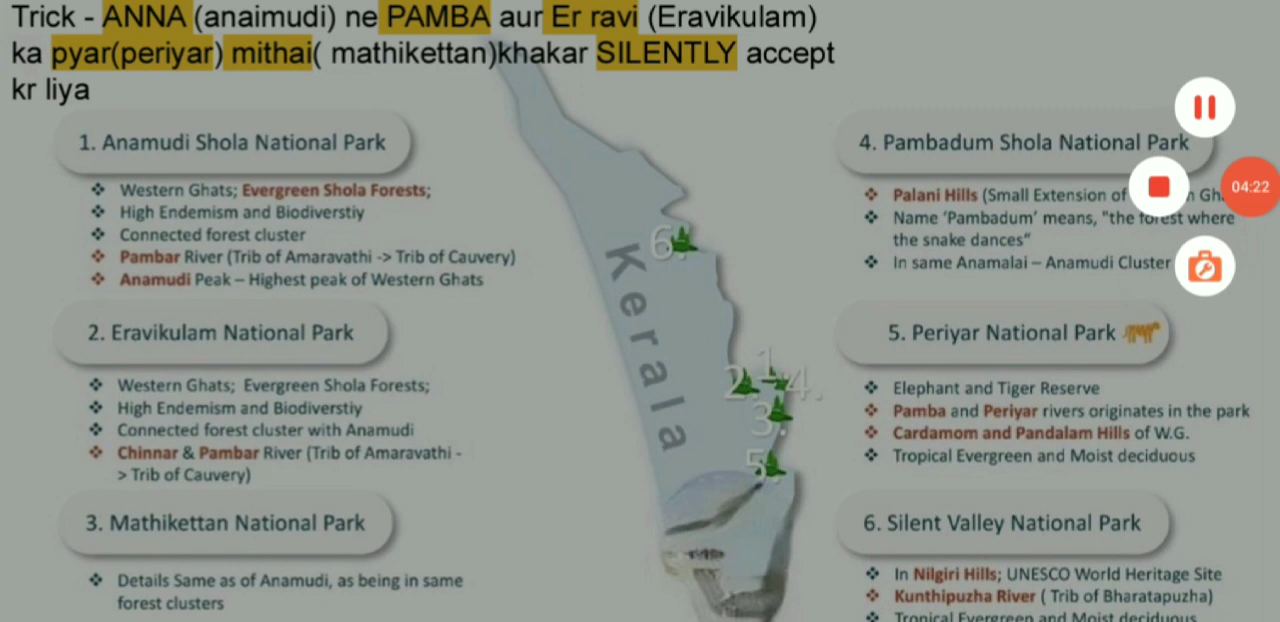 Trick - ANNA (anaimudi) ne PAMBA aur Er ravi (Eravikulam)
ka pyar(periyar) mithai( mathikettan)khakar SILENTLY accept
kr liya
1. Anamudi Shola National Park
❖ Western Ghats; Evergreen Shola Forests;
❖ High Endemism and Biodiverstiy
❖ Connected forest cluster
❖ Pambar River (Trib of Amaravathi -> Trib of Cauvery)
❖ Anamudi Peak – Highest peak of Western Ghats
2. Eravikulam National Park
❖ Western Ghats; Evergreen Shola Forests;
❖ High Endemism and Biodiverstiy
❖ Connected forest cluster with Anamudi
❖ Chinnar & Pambar River (Trib of Amaravathi -
> Trib of Cauvery)
3. Mathikettan National Park
❖ Details Same as of Anamudi, as being in same
forest clusters
Kerala
6.
1.
2.
4.
3.
5.
4. Pambadum Shola National Park
❖ Palani Hills (Small Extension of
❖ Name ‘Pambadum’ means, "the forest where
the snake dances"
❖ In same Anamalai – Anamudi Cluster
5. Periyar National Park
❖ Elephant and Tiger Reserve
❖ Pamba and Periyar rivers originates in the park
❖ Cardamom and Pandalam Hills of W.G.
❖ Tropical Evergreen and Moist deciduous
6. Silent Valley National Park
❖ In Nilgiri Hills; UNESCO World Heritage Site
❖ Kunthipuzha River ( Trib of Bharatapuzha)
❖ Tropical Evergreen and Moist deciduous
04:22